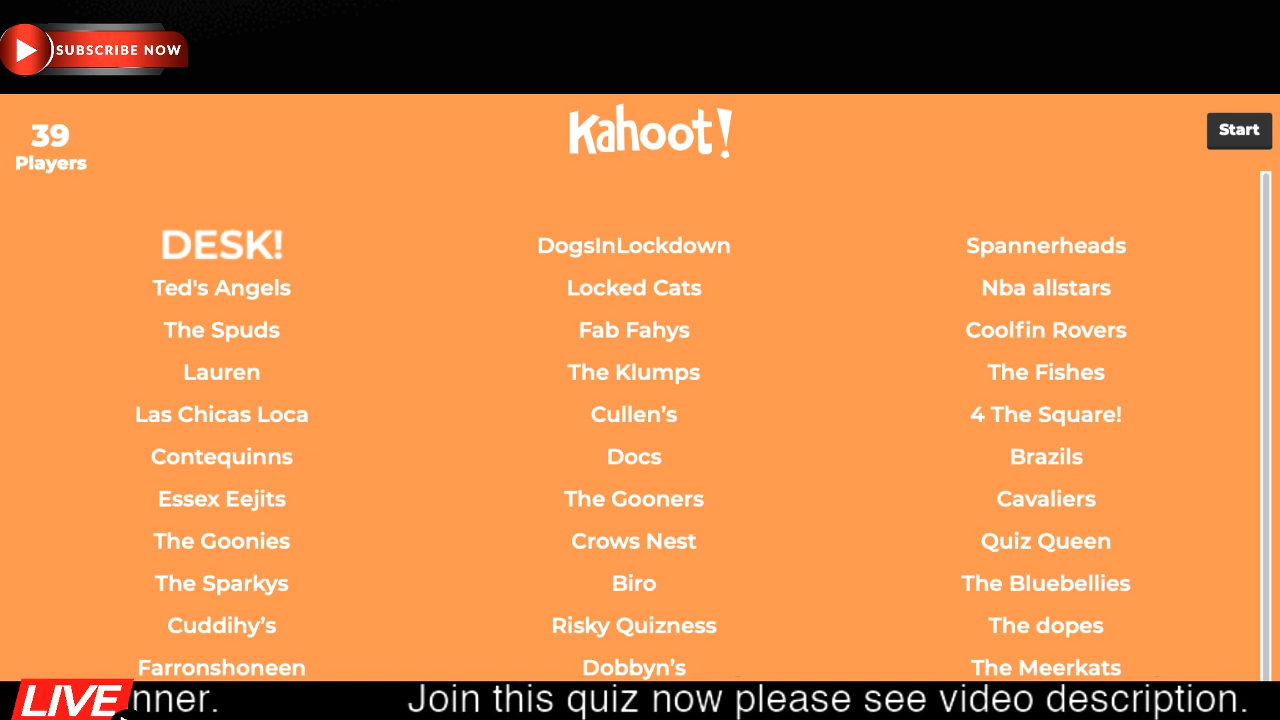 SUBSCRIBE NOW
39
Players
Kahoot!
Start
DESK! DogsInLockdown Spannerheads
Ted's Angels Locked Cats Nba allstars
The Spuds Fab Fahys Coolfin Rovers
Lauren The Klumps The Fishes
Las Chicas Loca Cullen’s 4 The Square!
Contequinns Docs Brazils
Essex Eejits The Gooners Cavaliers
The Goonies Crows Nest Quiz Queen
The Sparkys Biro The Bluebellies
Cuddihy’s Risky Quizness The dopes
Farronshoneen Dobbyn’s The Meerkats
LIVE nner. Join this quiz now please see video description.